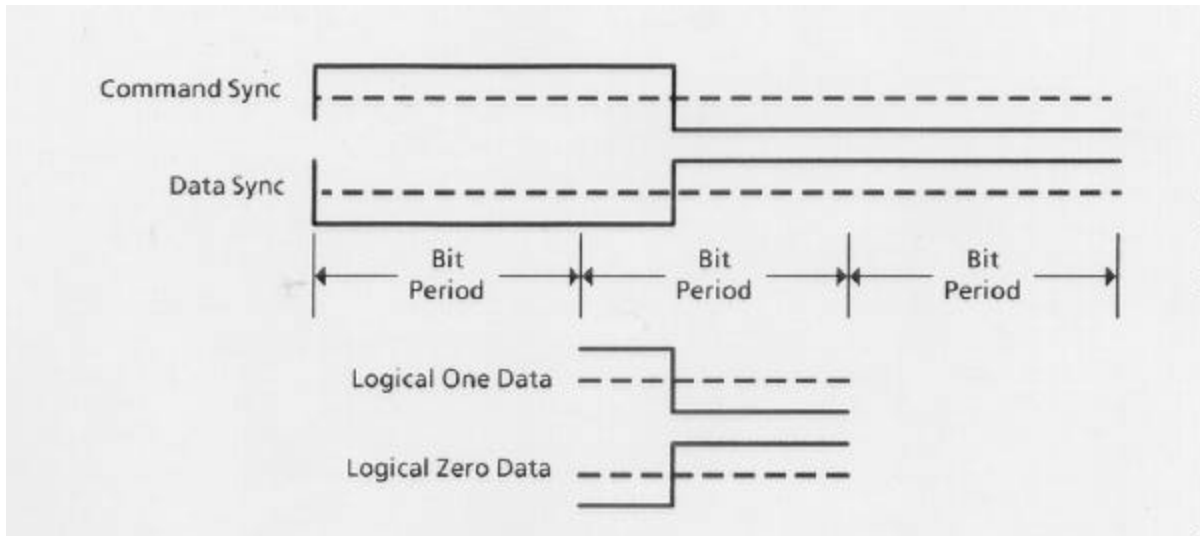 Command Sync
Data Sync
Bit
Period
Bit
Period
Bit
Period
Logical One Data
Logical Zero Data